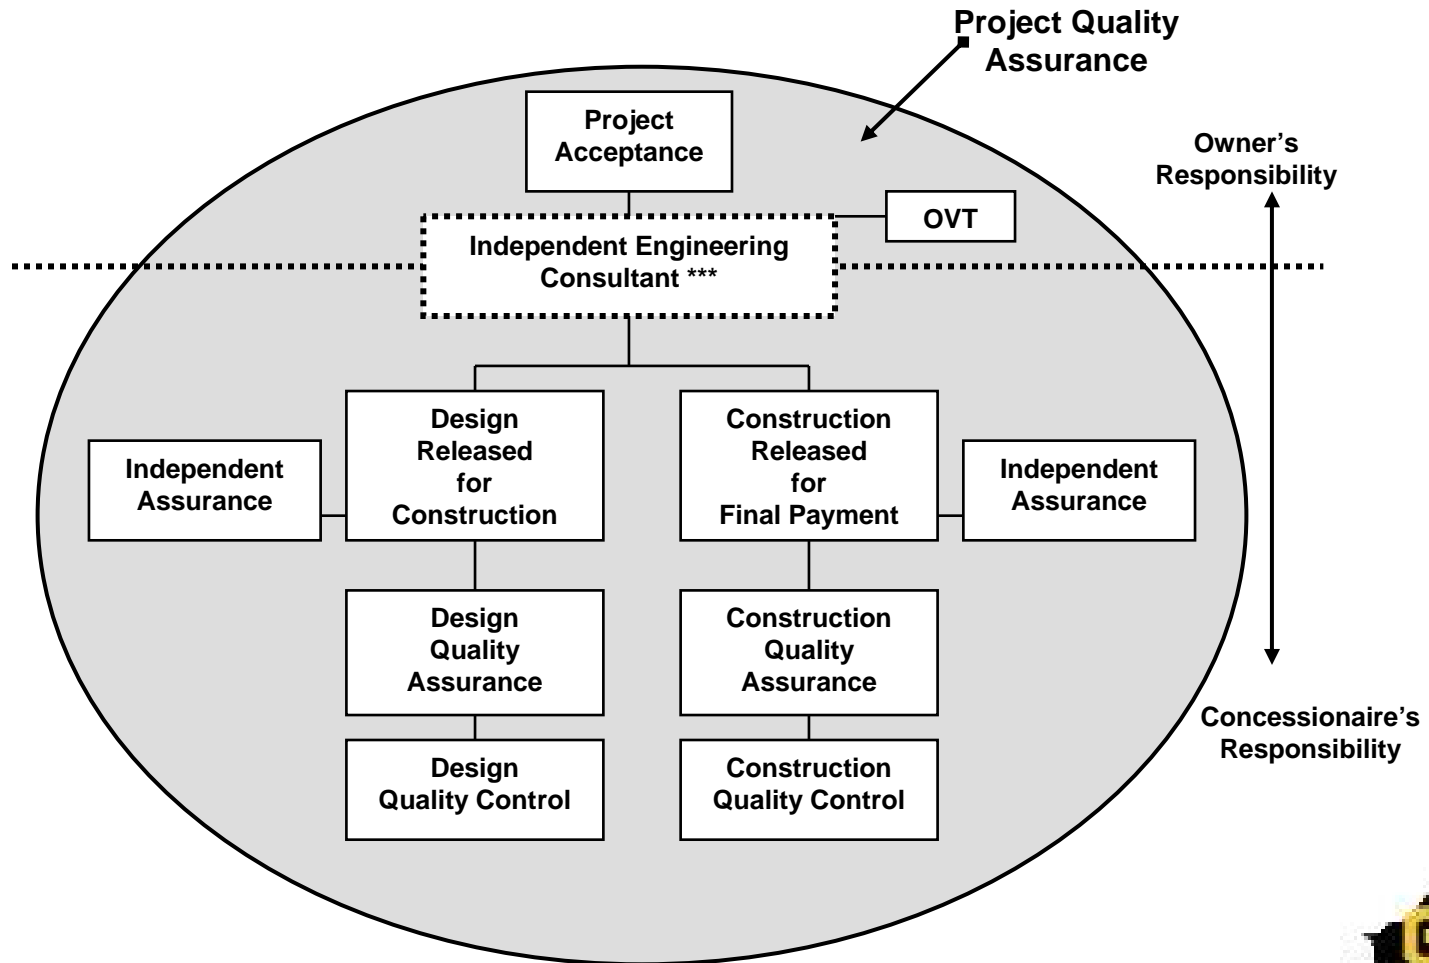 Project Quality
Assurance
Project
Acceptance
Owner’s
Responsibility
OVT
Independent Engineering
Consultant ***
Design
Released
for
Construction
Construction
Released
for
Final Payment
Independent
Assurance
Independent
Assurance
Design
Quality
Assurance
Construction
Quality
Assurance
Concessionaire’s
Responsibility
Design
Quality Control
Construction
Quality Control